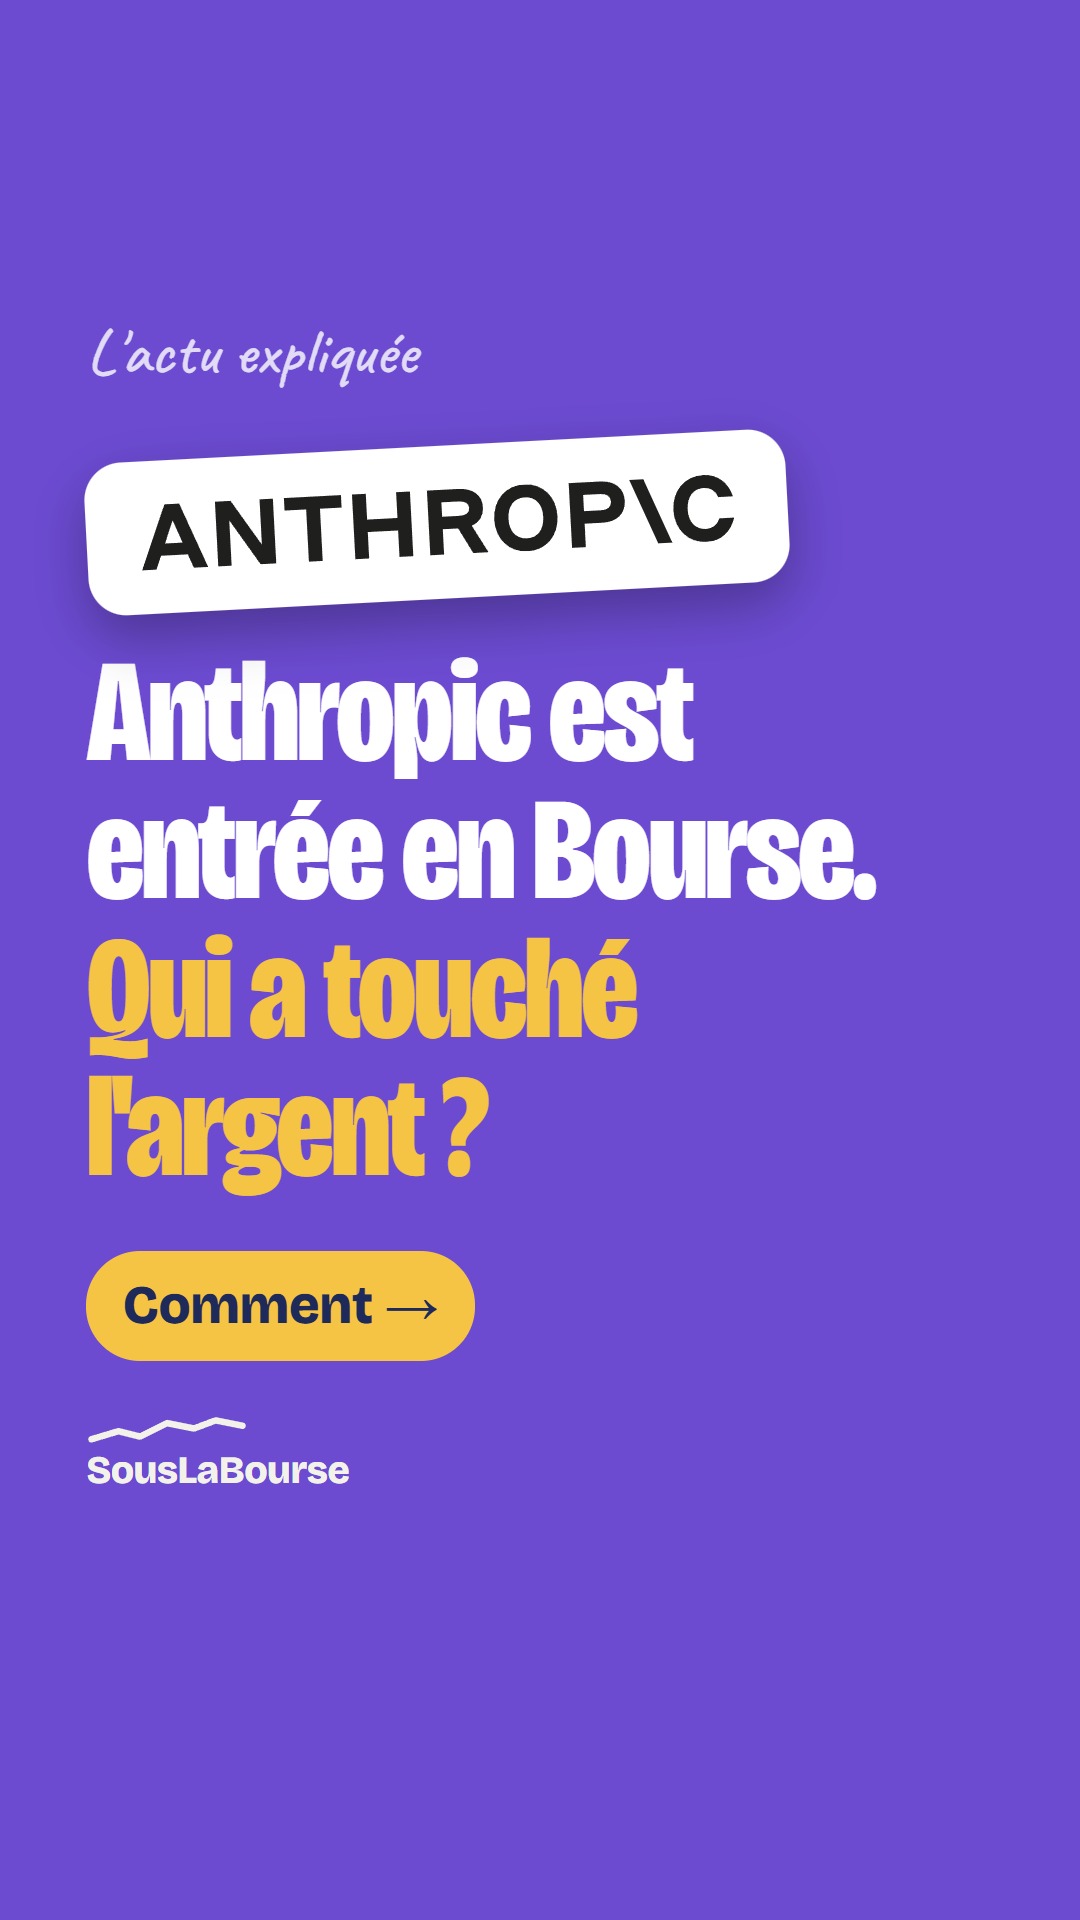 L'actu expliquée
ANTHROP\C
Anthropic est
entrée en Bourse.
Qui a touché
l'argent ?
Comment →
SousLaBourse